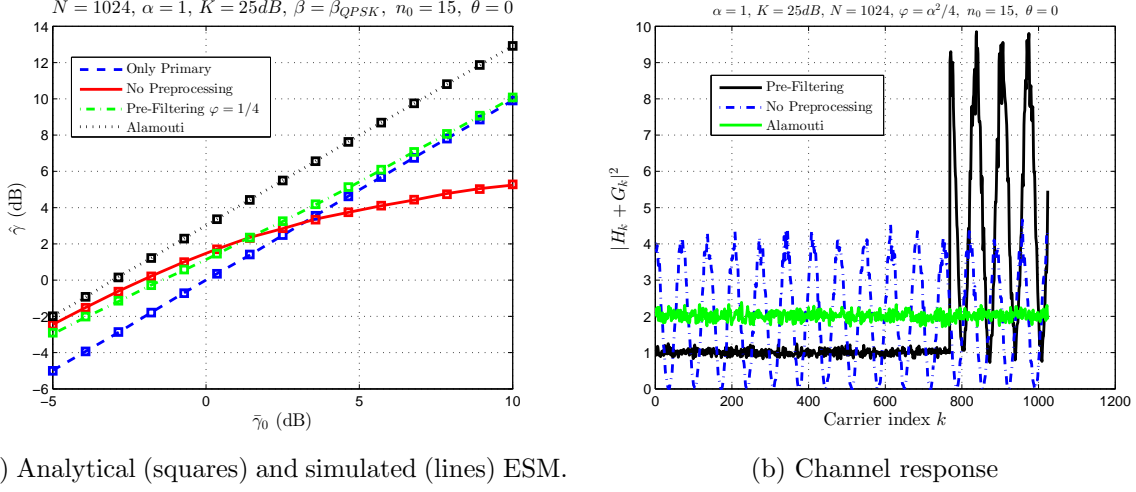 N = 1024, α = 1, K = 25dB, β = β_QPSK, n_0 = 15, θ = 0
14
12
10
8
6
4
2
0
−2
−4
−6
−5
0
5
10
γ̂ (dB)
γ̄_0 (dB)
Only Primary
No Preprocessing
Pre-Filtering φ = 1/4
Alamouti
) Analytical (squares) and simulated (lines) ESM.
α = 1, K = 25dB, N = 1024, φ = α^2/4, n_0 = 15, θ = 0
10
9
8
7
6
5
4
3
2
1
0
0
200
400
600
800
1000
1200
|H_k + G_k|^2
Carrier index k
Pre-Filtering
No Preprocessing
Alamouti
(b) Channel response